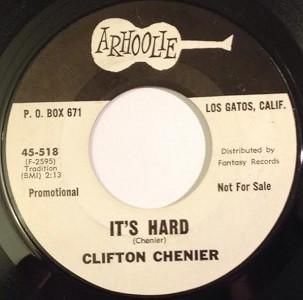 ARHOOLIE
P. O. BOX 671
LOS GATOS, CALIF.
45-518
(F-2595)
Tradition
(BMI) 2:13
Distributed by
Fantasy Records
Promotional
Not For Sale
IT'S HARD
(Chenier)
CLIFTON CHENIER